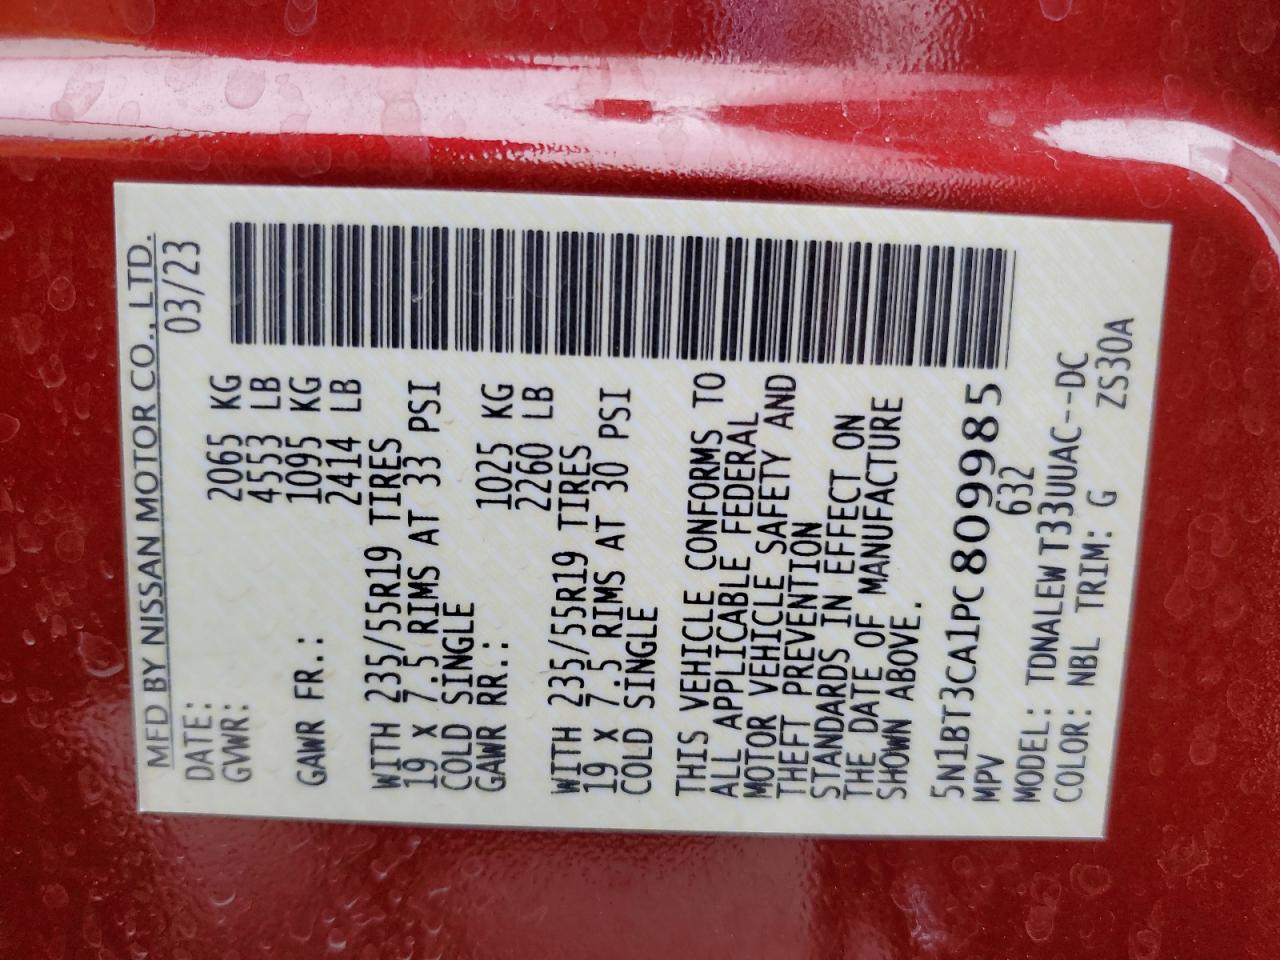 MFD BY NISSAN MOTOR CO., LTD.
DATE: 03/23
GVWR: 2065 KG
4553 LB
GAWR FR.: 1095 KG
2414 LB
WITH 235/55R19 TIRES
19 X 7.5 RIMS AT 33 PSI
COLD SINGLE
GAWR RR.: 1025 KG
2260 LB
WITH 235/55R19 TIRES
19 X 7.5 RIMS AT 30 PSI
COLD SINGLE
THIS VEHICLE CONFORMS TO
ALL APPLICABLE FEDERAL
MOTOR VEHICLE SAFETY AND
THEFT PREVENTION
STANDARDS IN EFFECT ON
THE DATE OF MANUFACTURE
SHOWN ABOVE.
5N1BT3CA1PC809985
MPV 632
MODEL: TDNALEW T33UUAC--DC
COLOR: NBL TRIM: G ZS30A